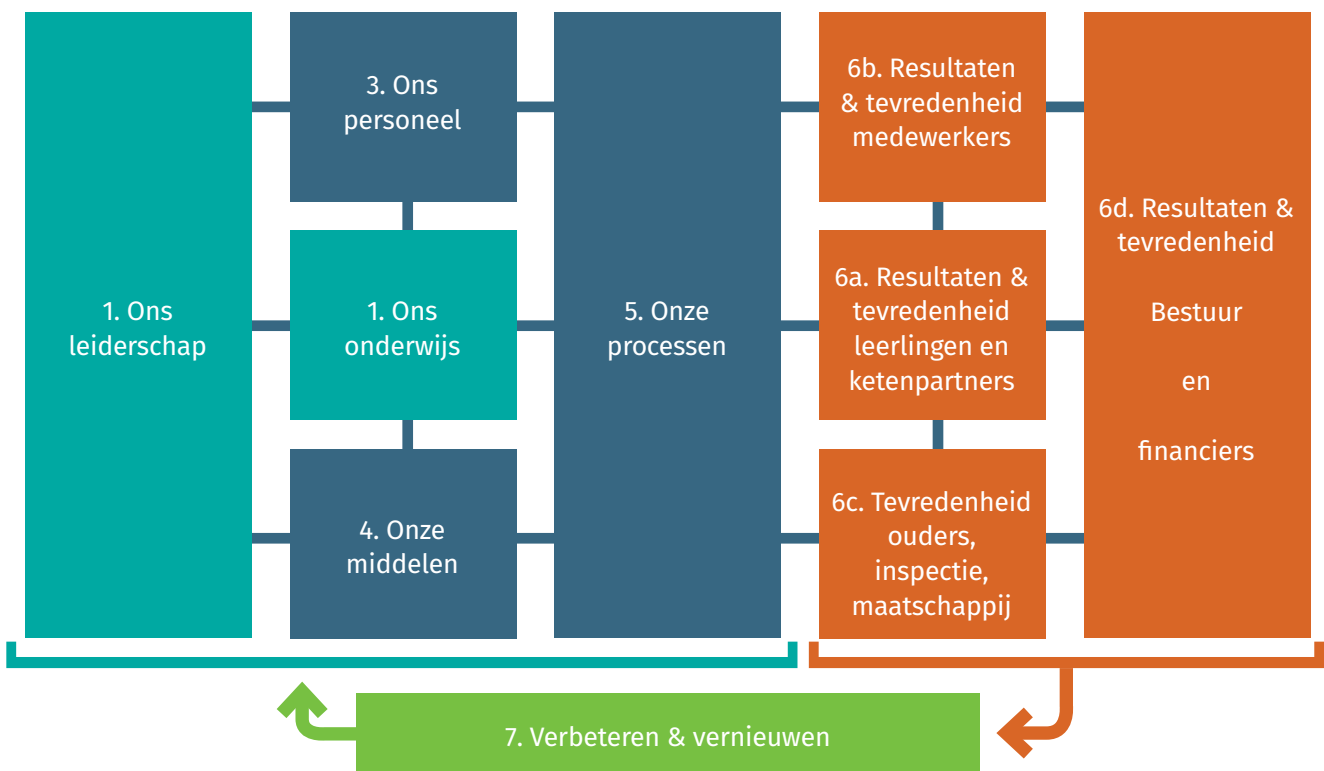 1. Ons
leiderschap
3. Ons
personeel
1. Ons
onderwijs
4. Onze
middelen
5. Onze
processen
6b. Resultaten
& tevredenheid
medewerkers
6a. Resultaten &
tevredenheid
leerlingen en
ketenpartners
6c. Tevredenheid
ouders,
inspectie,
maatschappij
6d. Resultaten &
tevredenheid
Bestuur
en
financiers
7. Verbeteren & vernieuwen